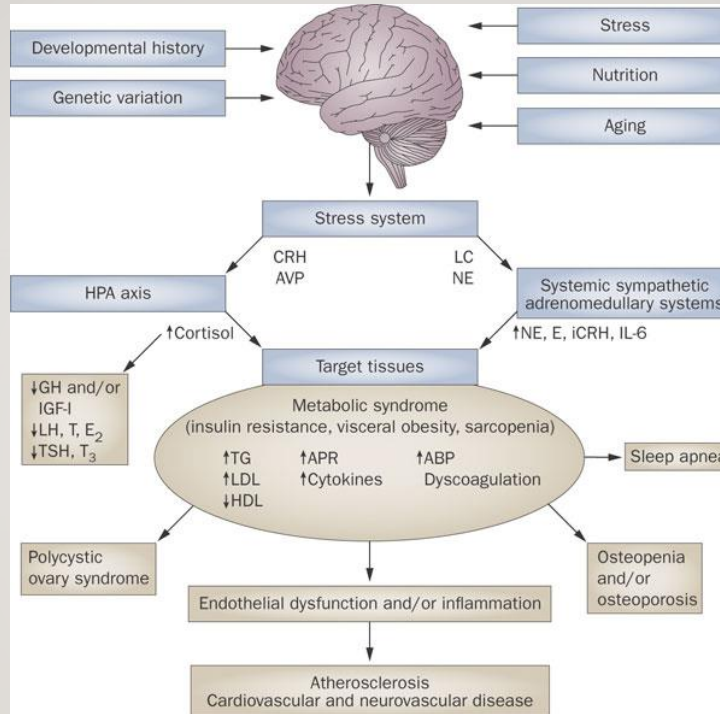 Developmental history
Stress
Genetic variation
Nutrition
Aging
Stress system
CRH
AVP
LC
NE
HPA axis
Systemic sympathetic
adrenomedullary systems
↑Cortisol
↑NE, E, iCRH, IL-6
Target tissues
↓GH and/or
IGF-I
↓LH, T, E₂
↓TSH, T₃
Metabolic syndrome
(insulin resistance, visceral obesity, sarcopenia)
↑TG
↑LDL
↓HDL
↑APR
↑Cytokines
↑ABP
Dyscoagulation
Sleep apnea
Polycystic
ovary syndrome
Osteopenia
and/or
osteoporosis
Endothelial dysfunction and/or inflammation
Atherosclerosis
Cardiovascular and neurovascular disease